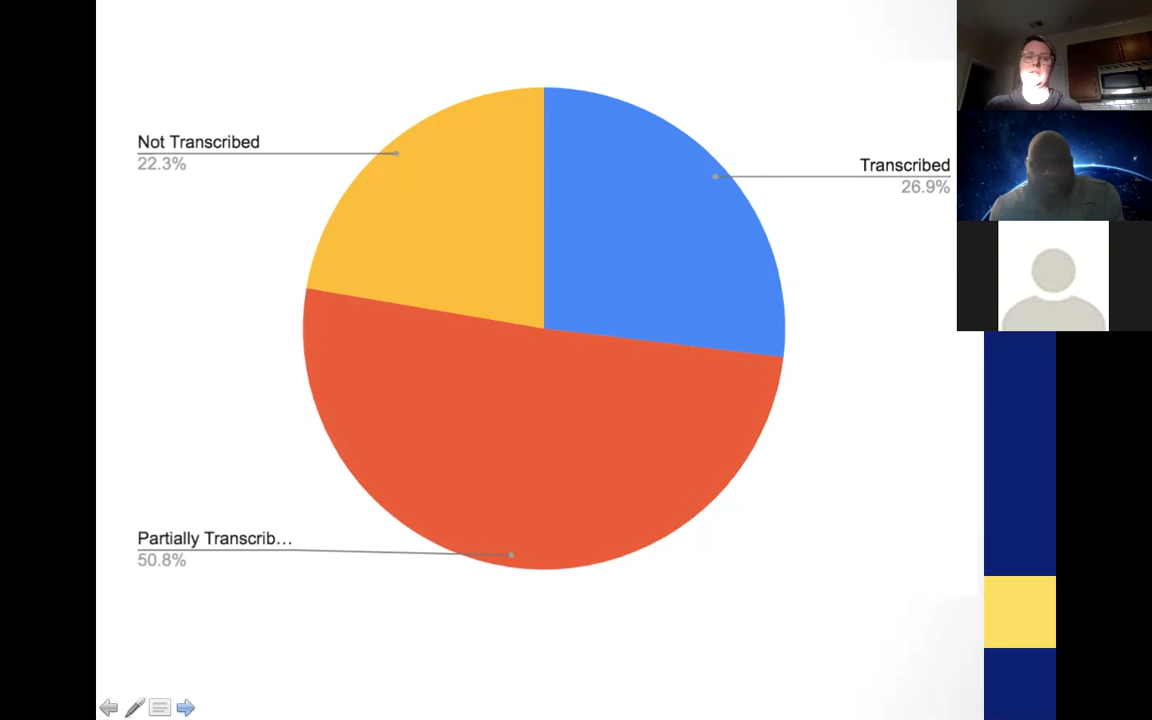 Not Transcribed
22.3%
Transcribed
26.9%
Partially Transcrib…
50.8%